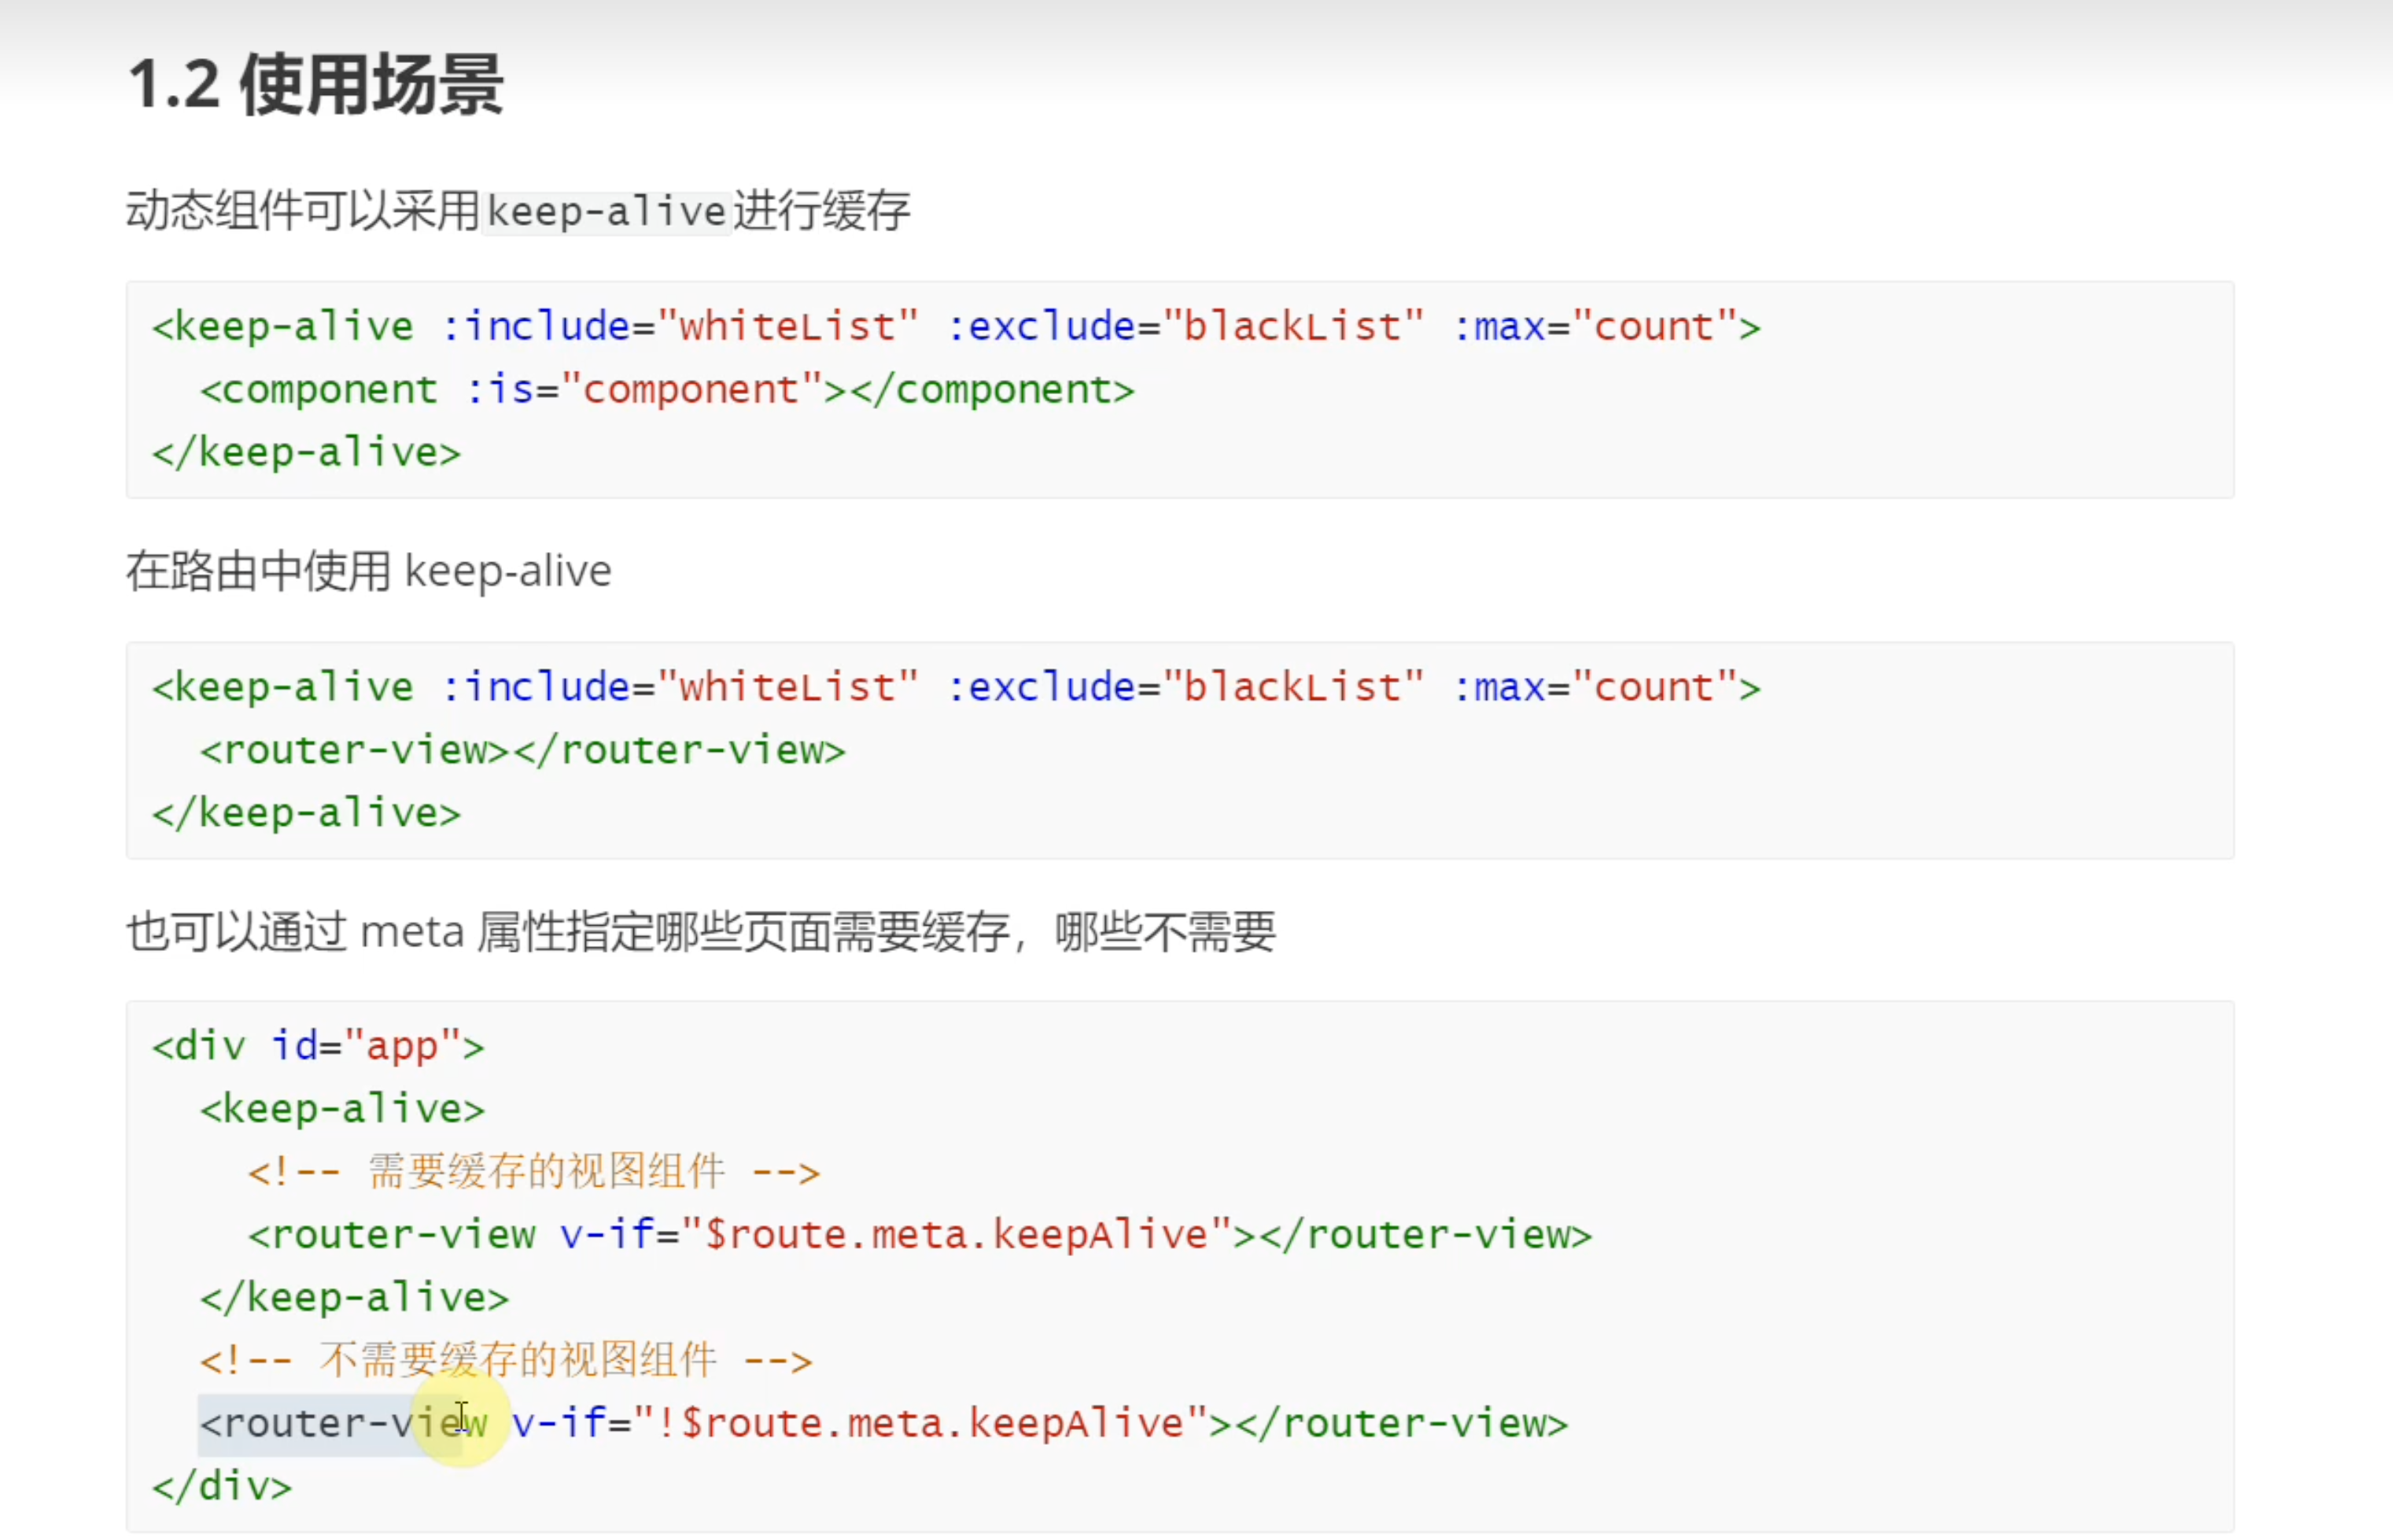 1.2 使用场景
动态组件可以采用keep-alive进行缓存
<keep-alive :include="whiteList" :exclude="blackList" :max="count">
  <component :is="component"></component>
</keep-alive>
在路由中使用 keep-alive
<keep-alive :include="whiteList" :exclude="blackList" :max="count">
  <router-view></router-view>
</keep-alive>
也可以通过 meta 属性指定哪些页面需要缓存，哪些不需要
<div id="app">
  <keep-alive>
    <!-- 需要缓存的视图组件 -->
    <router-view v-if="$route.meta.keepAlive"></router-view>
  </keep-alive>
  <!-- 不需要缓存的视图组件 -->
  <router-view v-if="!$route.meta.keepAlive"></router-view>
</div>